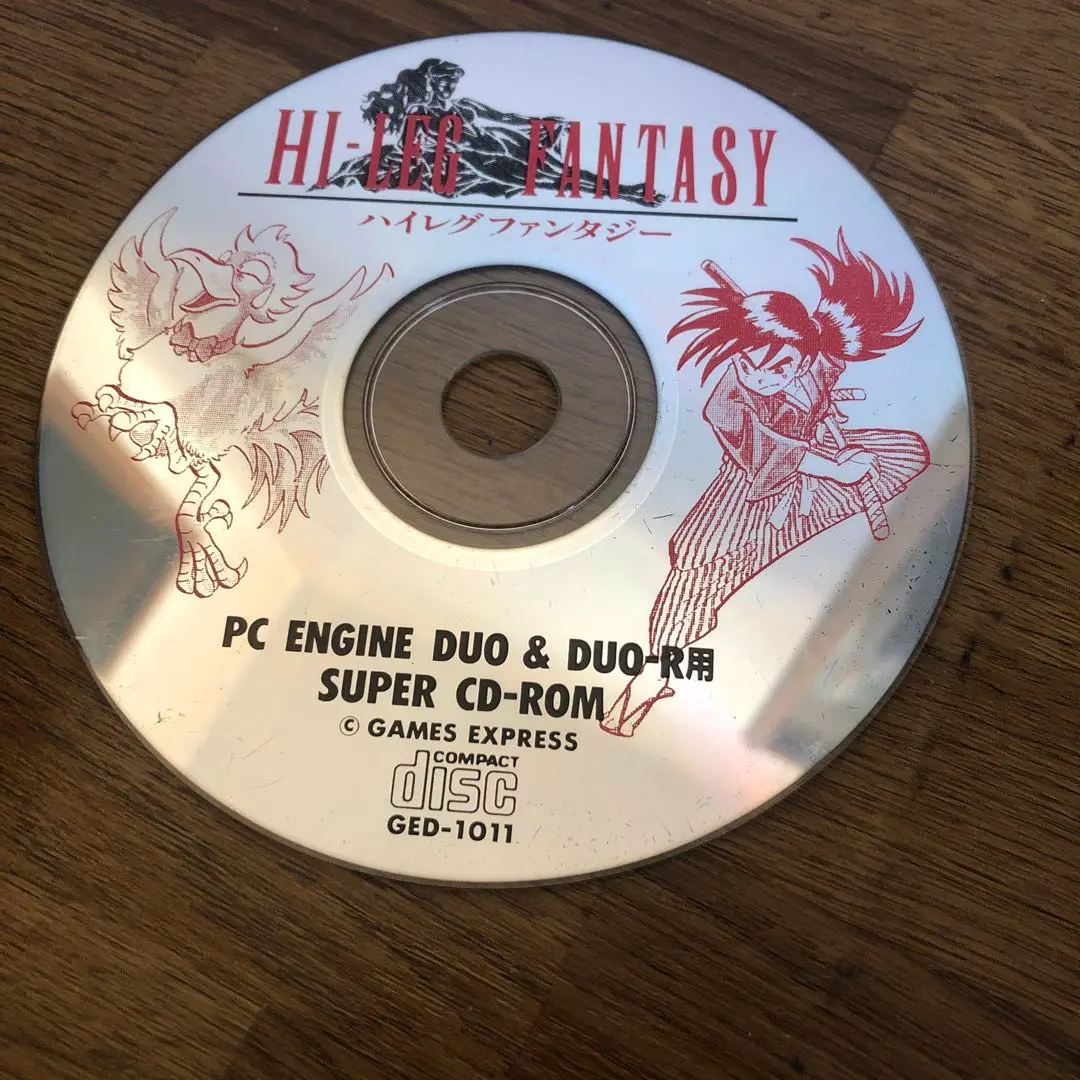 HI-LEG FANTASY
ハイレグファンタジー
PC ENGINE DUO & DUO-R用
SUPER CD-ROM
© GAMES EXPRESS
COMPACT
disc
GED-1011